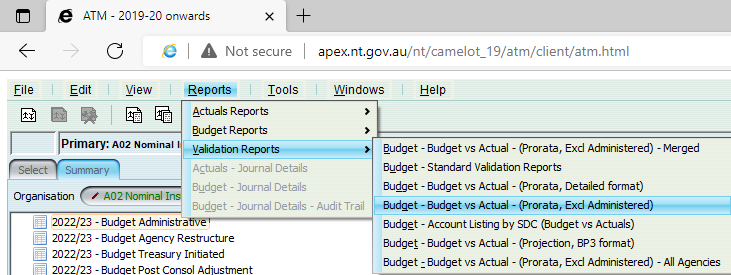 ATM - 2019-20 onwards
Not secure apex.nt.gov.au/nt/camelot_19/atm/client/atm.html
File Edit View Reports Tools Windows Help
Actuals Reports
Budget Reports
Validation Reports
Actuals - Journal Details
Budget - Journal Details
Budget - Journal Details - Audit Trail
Budget - Budget vs Actual - (Prorata, Excl Administered) - Merged
Budget - Standard Validation Reports
Budget - Budget vs Actual - (Prorata, Detailed format)
Budget - Budget vs Actual - (Prorata, Excl Administered)
Budget - Account Listing by SDC (Budget vs Actuals)
Budget - Budget vs Actual - (Projection, BP3 format)
Budget - Budget vs Actual - (Prorata, Excl Administered) - All Agencies
Primary: A02 Nominal In
Select Summary
Organisation A02 Nominal Ins
2022/23 - Budget Administrative
2022/23 - Budget Agency Restructure
2022/23 - Budget Treasury Initiated
2022/23 - Budget Post Consol Adjustment